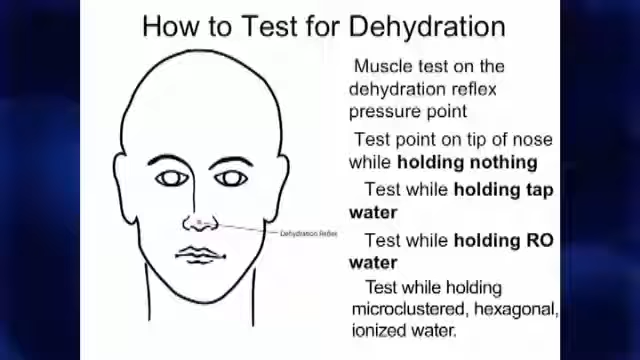 How to Test for Dehydration
Muscle test on the
dehydration reflex
pressure point
Test point on tip of nose
while holding nothing
Test while holding tap
water
Dehydration Reflex
Test while holding RO
water
Test while holding
microclustered, hexagonal,
ionized water.